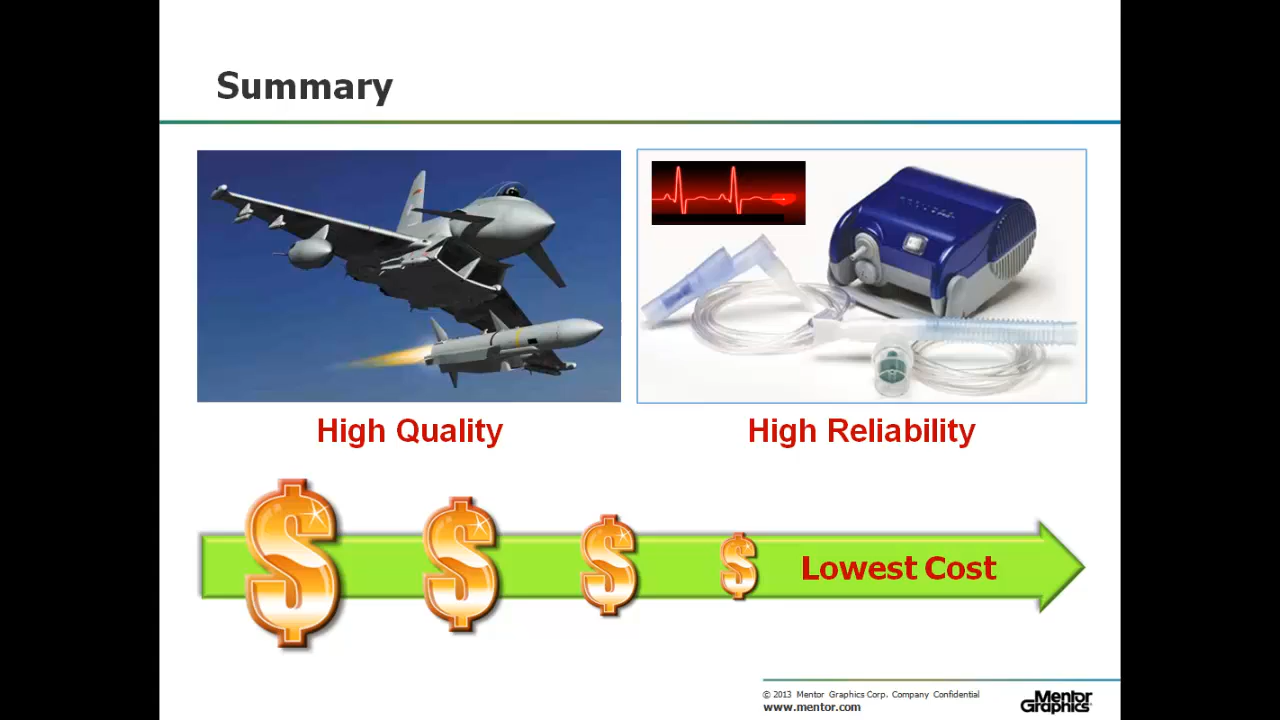 Summary
High Quality
High Reliability
$ $ $ $
Lowest Cost
© 2013 Mentor Graphics Corp. Company Confidential
www.mentor.com
Mentor
Graphics